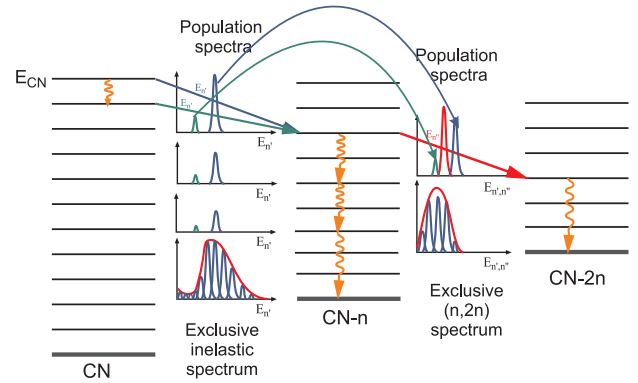 Population
spectra
Population
spectra
E_CN
E_n'
E_n'
E_n''
E_n'
E_n',n''
E_n'
E_n'
E_n'
E_n',n''
Exclusive
inelastic
spectrum
CN
CN-n
Exclusive
(n,2n)
spectrum
CN-2n